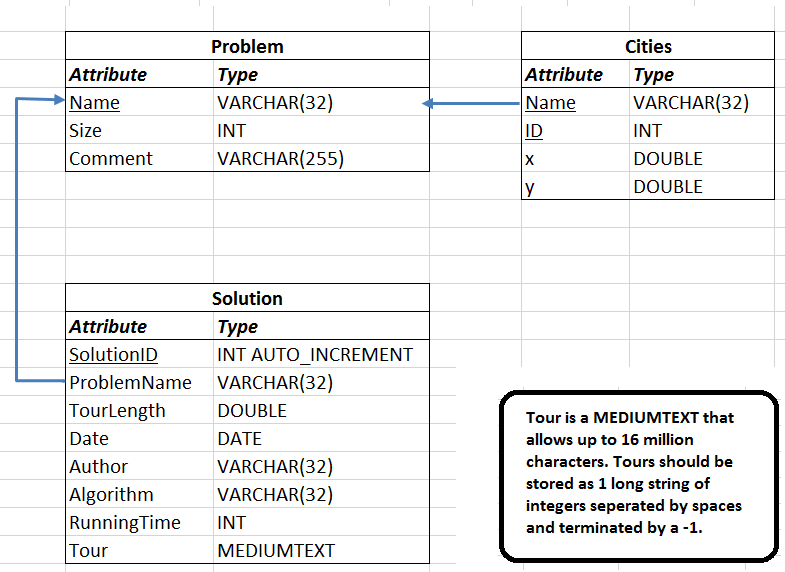 Problem
Attribute Type
Name VARCHAR(32)
Size INT
Comment VARCHAR(255)
Cities
Attribute Type
Name VARCHAR(32)
ID INT
x DOUBLE
y DOUBLE
Solution
Attribute Type
SolutionID INT AUTO_INCREMENT
ProblemName VARCHAR(32)
TourLength DOUBLE
Date DATE
Author VARCHAR(32)
Algorithm VARCHAR(32)
RunningTime INT
Tour MEDIUMTEXT
Tour is a MEDIUMTEXT that
allows up to 16 million
characters. Tours should be
stored as 1 long string of
integers seperated by spaces
and terminated by a -1.